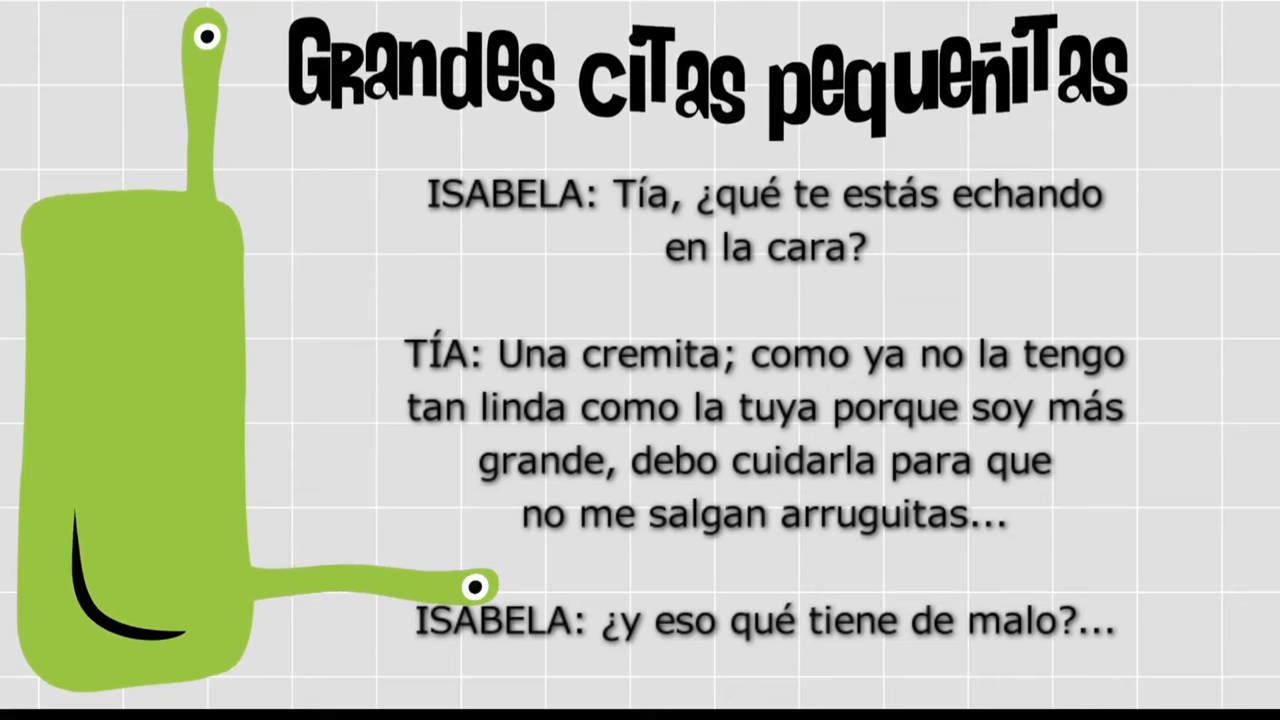 Grandes citas pequeñitas
ISABELA: Tía, ¿qué te estás echando
en la cara?
TÍA: Una cremita; como ya no la tengo
tan linda como la tuya porque soy más
grande, debo cuidarla para que
no me salgan arruguitas...
ISABELA: ¿y eso qué tiene de malo?...